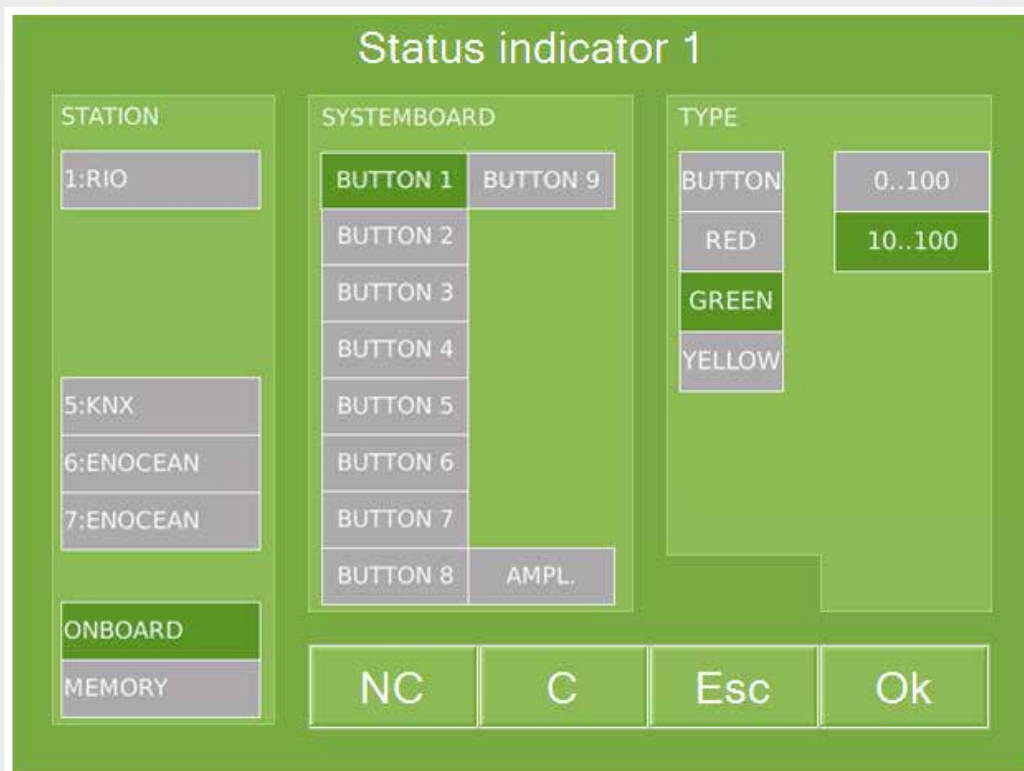 Status indicator 1
STATION
1:RIO
5:KNX
6:ENOCEAN
7:ENOCEAN
ONBOARD
MEMORY
SYSTEMBOARD
BUTTON 1 BUTTON 9
BUTTON 2
BUTTON 3
BUTTON 4
BUTTON 5
BUTTON 6
BUTTON 7
BUTTON 8 AMPL.
TYPE
BUTTON 0..100
RED 10..100
GREEN
YELLOW
NC C Esc Ok